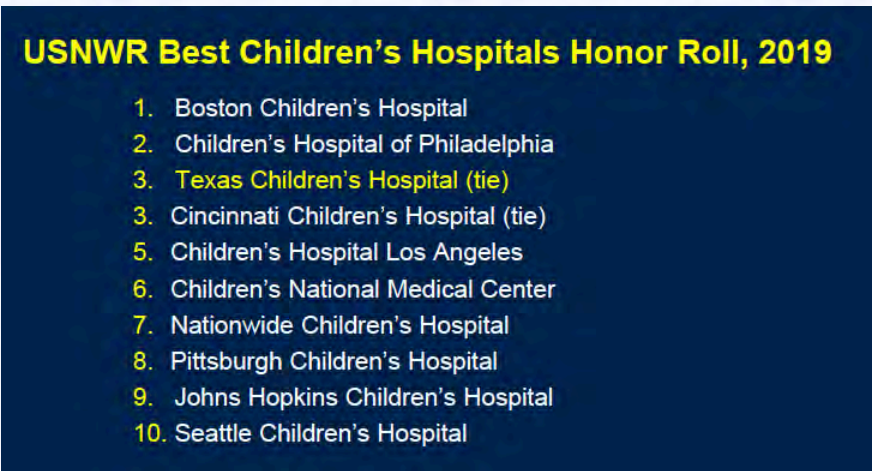 USNWR Best Children's Hospitals Honor Roll, 2019
1. Boston Children's Hospital
2. Children's Hospital of Philadelphia
3. Texas Children's Hospital (tie)
3. Cincinnati Children's Hospital (tie)
5. Children's Hospital Los Angeles
6. Children's National Medical Center
7. Nationwide Children's Hospital
8. Pittsburgh Children's Hospital
9. Johns Hopkins Children's Hospital
10. Seattle Children's Hospital